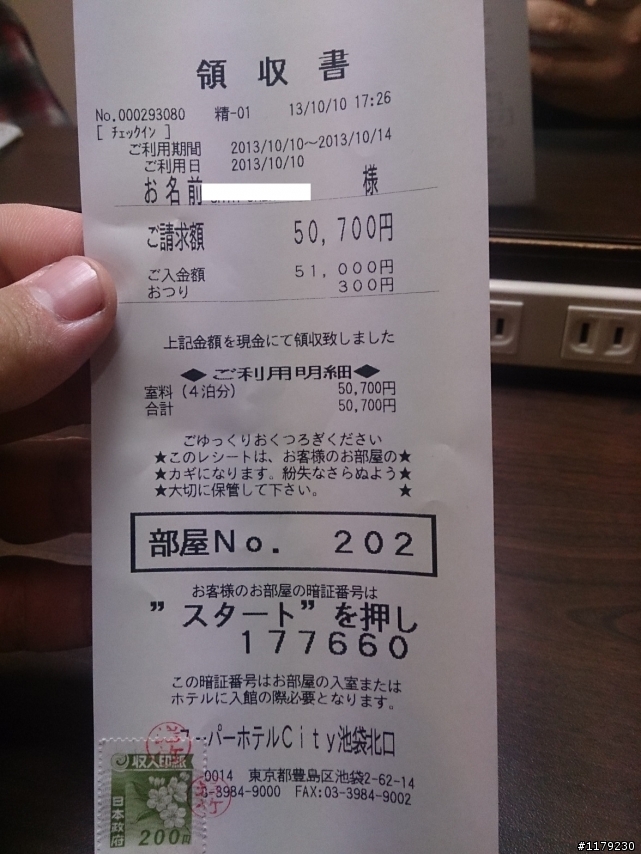 領収書
No.000293080 精-01 13/10/10 17:26
[ ﾁｪｯｸｲﾝ ]
ご利用期間 2013/10/10～2013/10/14
ご利用日 2013/10/10
お名前 様
ご請求額 50,700円
ご入金額 51,000円
おつり 300円
上記金額を現金にて領収致しました
◆ご利用明細◆
室料(4泊分) 50,700円
合計 50,700円
ごゆっくりおくつろぎください
★このレシートは、お客様のお部屋の★
★カギになります。紛失なさらぬよう★
★大切に保管して下さい。 ★
部屋No. 202
お客様のお部屋の暗証番号は
”スタート”を押し
177660
この暗証番号はお部屋の入室または
ホテルに入館の際必要となります。
ーパーホテルCity池袋北口
0014 東京都豊島区池袋2-62-14
3-3984-9000 FAX:03-3984-9002
収入印紙
日本政府
200円
#1179230